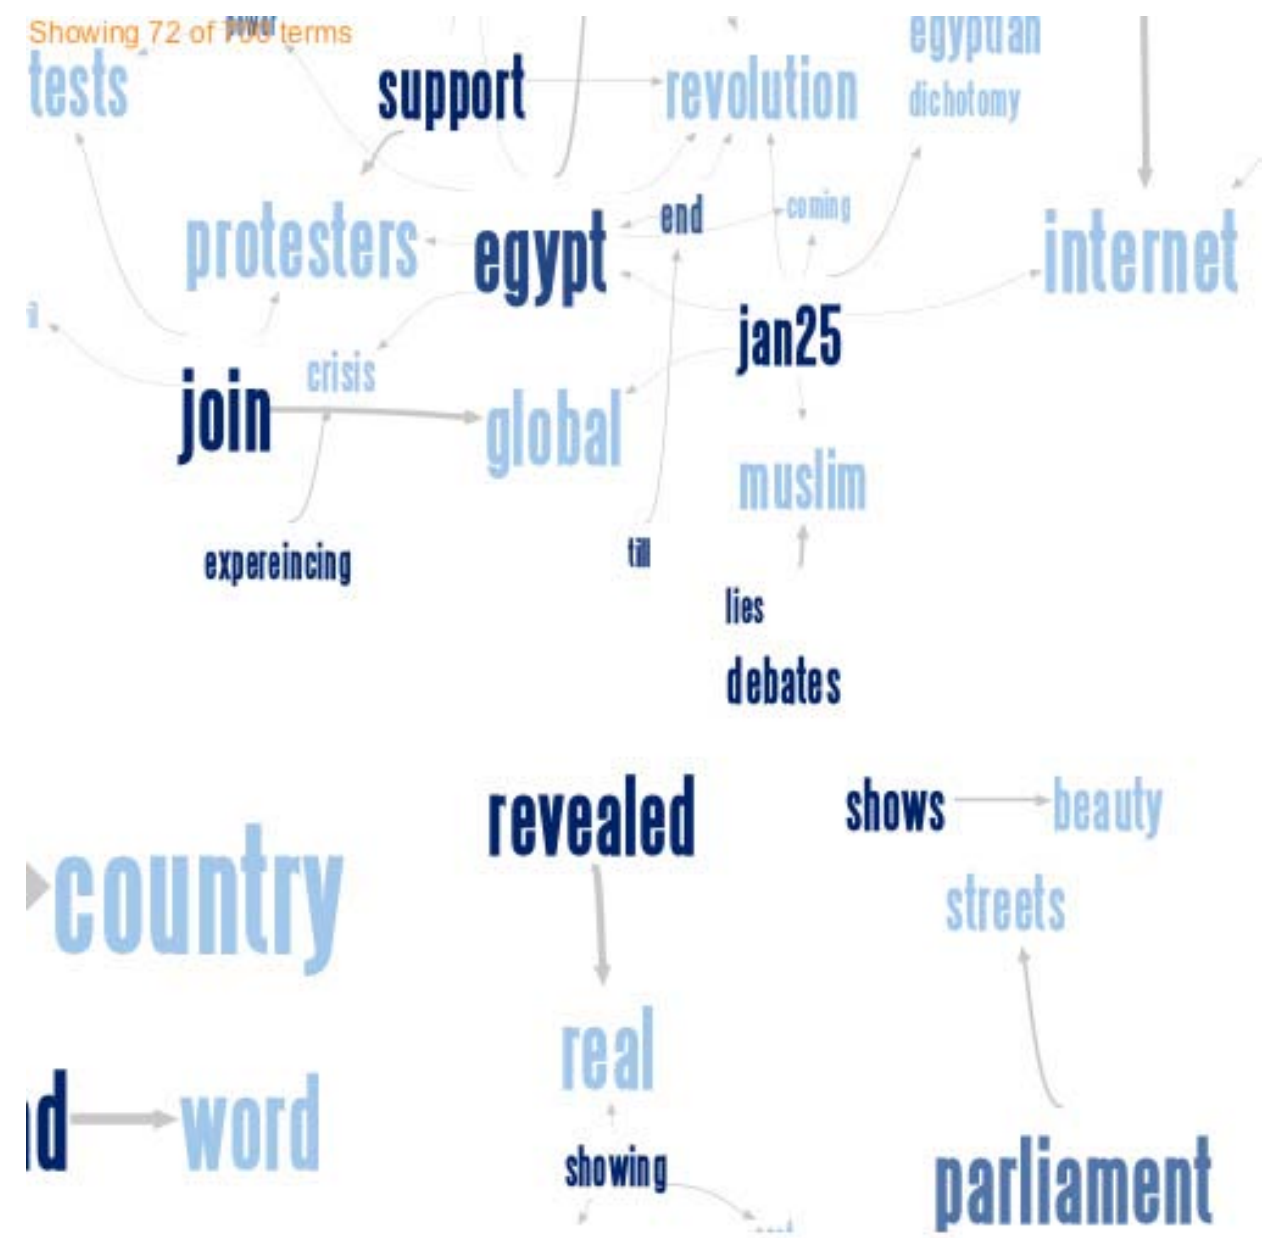 Showing 72 of 700 terms
egyptian
tests
support
revolution
dichotomy
protesters
egypt
end
coming
internet
jan25
crisis
join
global
muslim
expereincing
till
lies
debates
revealed
shows
beauty
country
streets
real
word
showing
parliament